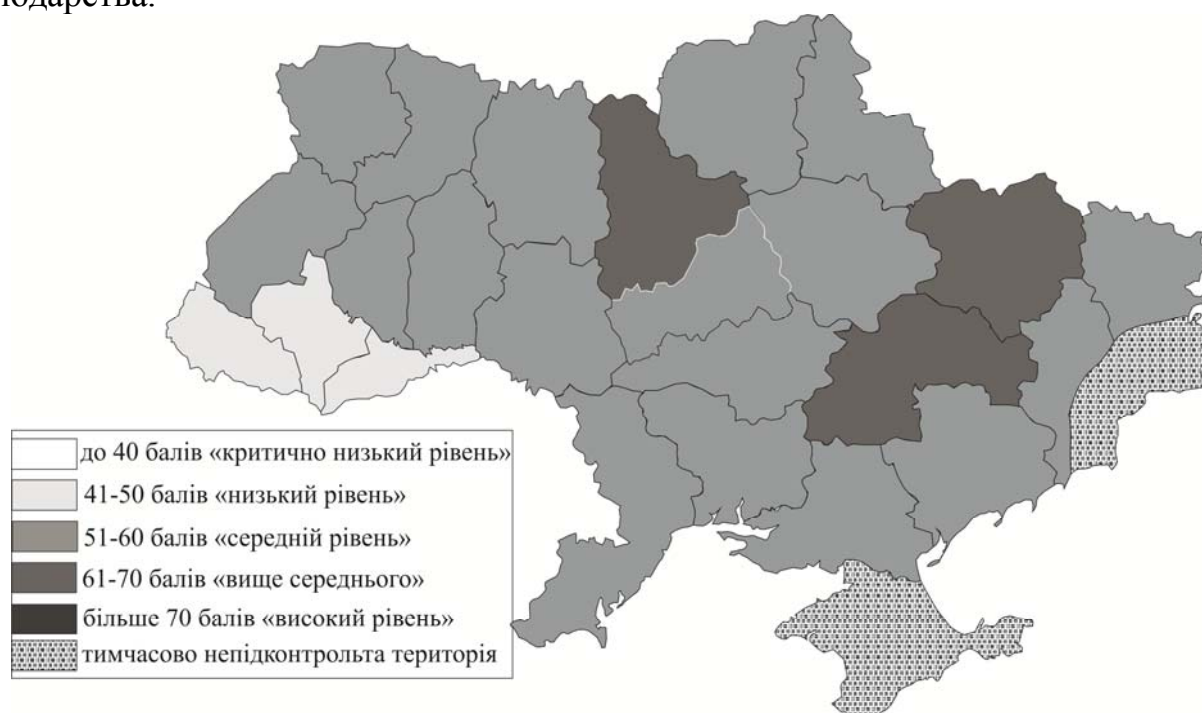 юдарства.
до 40 балів «критично низький рівень»
41-50 балів «низький рівень»
51-60 балів «середній рівень»
61-70 балів «вище середнього»
більше 70 балів «високий рівень»
тимчасово непідконтрольта територія